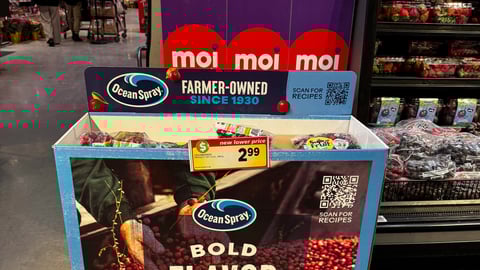 moi moi moi
Ocean Spray
FARMER-OWNED
SINCE 1930
SCAN FOR
RECIPES
new lower price
$
2 99
Ocean Spray
SCAN FOR
RECIPES
BOLD
FLAVOR